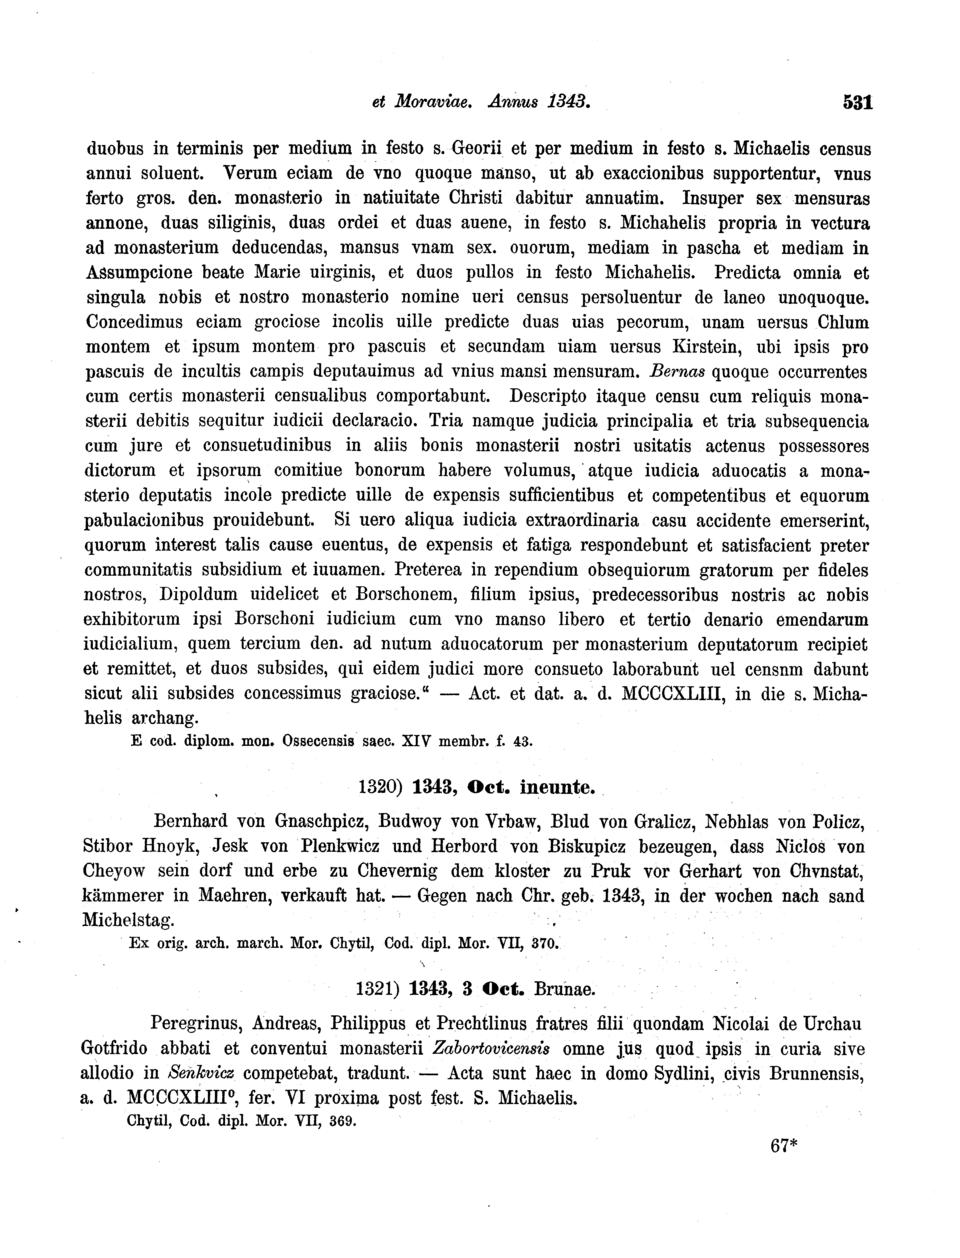 et Moraviae. Annus 1343. 531
duobus in terminis per medium in festo s. Georii et per medium in festo s. Michaelis census
annui soluent. Verum eciam de vno quoque manso, ut ab exaccionibus supportentur, vnus
ferto gros. den. monasterio in natiuitate Christi dabitur annuatim. Insuper sex mensuras
annone, duas siliginis, duas ordei et duas auene, in festo s. Michahelis propria in vectura
ad monasterium deducendas, mansus vnam sex. ouorum, mediam in pascha et mediam in
Assumpcione beate Marie uirginis, et duos pullos in festo Michahelis. Predicta omnia et
singula nobis et nostro monasterio nomine ueri census persoluentur de laneo unoquoque.
Concedimus eciam grociose incolis uille predicte duas uias pecorum, unam uersus Chlum
montem et ipsum montem pro pascuis et secundam uiam uersus Kirstein, ubi ipsis pro
pascuis de incultis campis deputauimus ad vnius mansi mensuram. Bernas quoque occurrentes
cum certis monasterii censualibus comportabunt. Descripto itaque censu cum reliquis mona-
sterii debitis sequitur iudicii declaracio. Tria namque judicia principalia et tria subsequencia
cum jure et consuetudinibus in aliis bonis monasterii nostri usitatis actenus possessores
dictorum et ipsorum comitiue bonorum habere volumus, atque iudicia aduocatis a mona-
sterio deputatis incole predicte uille de expensis sufficientibus et competentibus et equorum
pabulacionibus prouidebunt. Si uero aliqua iudicia extraordinaria casu accidente emerserint,
quorum interest talis cause euentus, de expensis et fatiga respondebunt et satisfacient preter
communitatis subsidium et iuuamen. Preterea in rependium obsequiorum gratorum per fideles
nostros, Dipoldum uidelicet et Borschonem, filium ipsius, predecessoribus nostris ac nobis
exhibitorum ipsi Borschoni iudicium cum vno manso libero et tertio denario emendarum
iudicialium, quem tercium den. ad nutum aduocatorum per monasterium deputatorum recipiet
et remittet, et duos subsides, qui eidem judici more consueto laborabunt uel censnm dabunt
sicut alii subsides concessimus graciose.“ — Act. et dat. a. d. MCCCXLIII, in die s. Micha-
helis archang.
E cod. diplom. mon. Ossecensis saec. XIV membr. f. 43.
1320) 1343, Oct. ineunte.
Bernhard von Gnaschpicz, Budwoy von Vrbaw, Blud von Gralicz, Nebhlas von Policz,
Stibor Hnoyk, Jesk von Plenkwicz und Herbord von Biskupicz bezeugen, dass Niclos von
Cheyow sein dorf und erbe zu Chevernig dem kloster zu Pruk vor Gerhart von Chvnstat,
kämmerer in Maehren, verkauft hat. — Gegen nach Chr. geb. 1343, in der wochen nach sand
Michelstag.
Ex orig. arch. march. Mor. Chytil, Cod. dipl. Mor. VII, 370.
1321) 1343, 3 Oct. Brunae.
Peregrinus, Andreas, Philippus et Prechtlinus fratres filii quondam Nicolai de Urchau
Gotfrido abbati et conventui monasterii Zabortovicensis omne jus quod ipsis in curia sive
allodio in Senkvicz competebat, tradunt. — Acta sunt haec in domo Sydlini, civis Brunnensis,
a. d. MCCCXLIII⁰, fer. VI proxima post fest. S. Michaelis.
Chytil, Cod. dipl. Mor. VII, 369.
67*